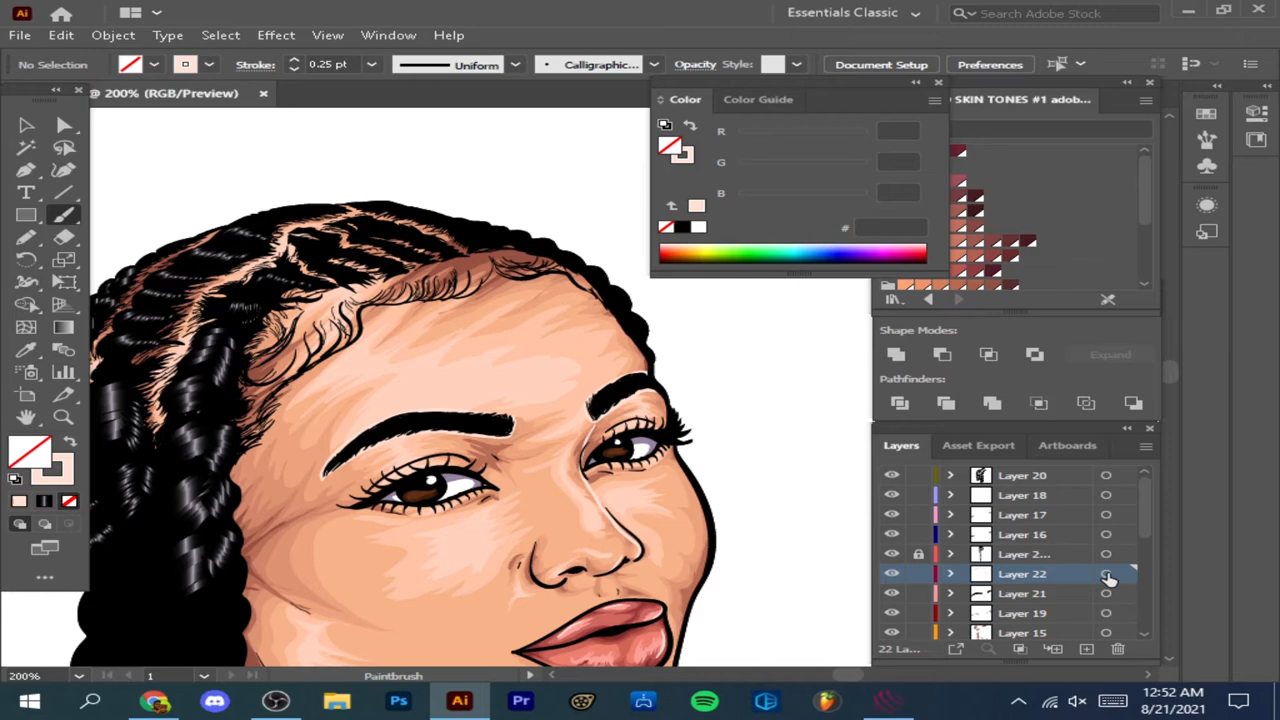 Ai
Essentials Classic
Search Adobe Stock
File Edit Object Type Select Effect View Window Help
No Selection
Stroke:
0.25 pt
Uniform
Calligraphic...
Opacity
Style:
Document Setup
Preferences
@ 200% (RGB/Preview)
Color
Color Guide
SKIN TONES #1 adob...
R
G
B
#
Shape Modes:
Expand
Pathfinders:
Layers
Asset Export
Artboards
Layer 20
Layer 18
Layer 17
Layer 16
Layer 2...
Layer 22
Layer 21
Layer 19
Layer 15
22 La...
200%
1
Paintbrush
Ps
Ai
Pr
12:52 AM
8/21/2021